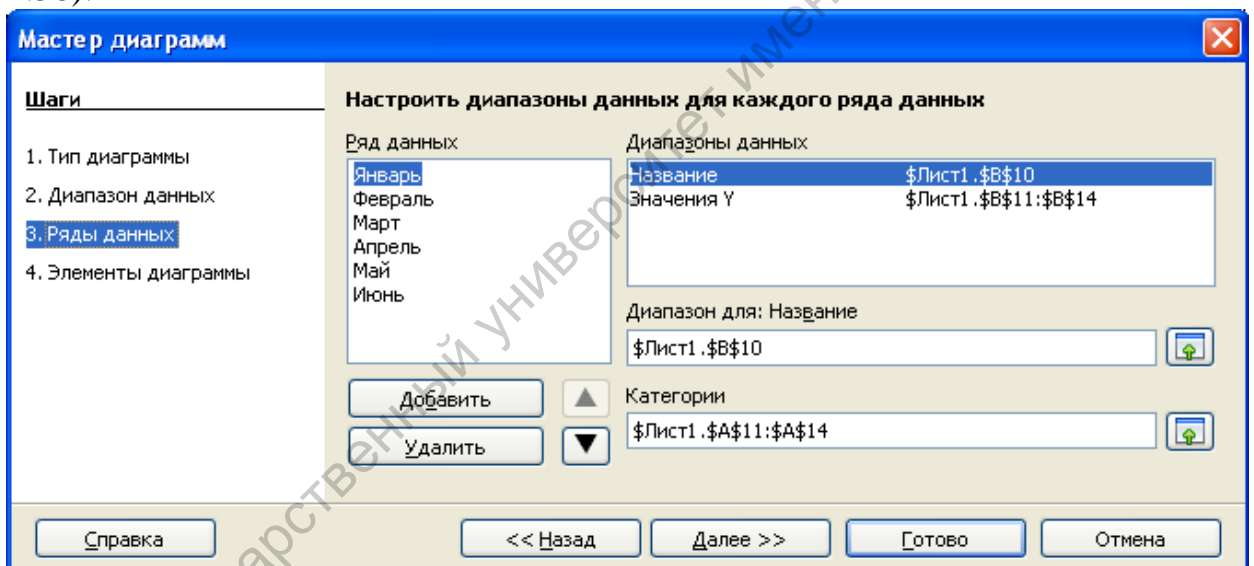 Мастер диаграмм
Шаги
1. Тип диаграммы
2. Диапазон данных
3. Ряды данных
4. Элементы диаграммы
Настроить диапазоны данных для каждого ряда данных
Ряд данных
Январь
Февраль
Март
Апрель
Май
Июнь
Добавить
Удалить
Диапазоны данных
Название $Лист1.$B$10
Значения Y $Лист1.$B$11:$B$14
Диапазон для: Название
$Лист1.$B$10
Категории
$Лист1.$A$11:$A$14
Справка
<< Назад
Далее >>
Готово
Отмена
университет